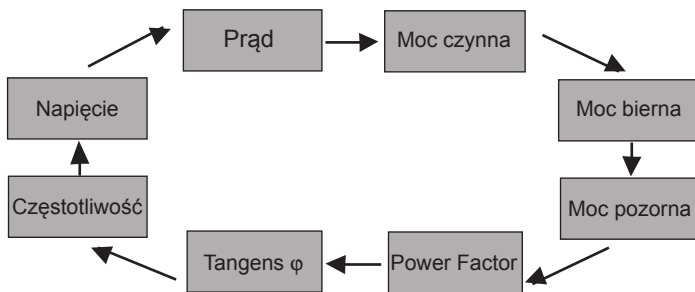 Prąd
Moc czynna
Napięcie
Moc bierna
Częstotliwość
Moc pozorna
Tangens φ
Power Factor